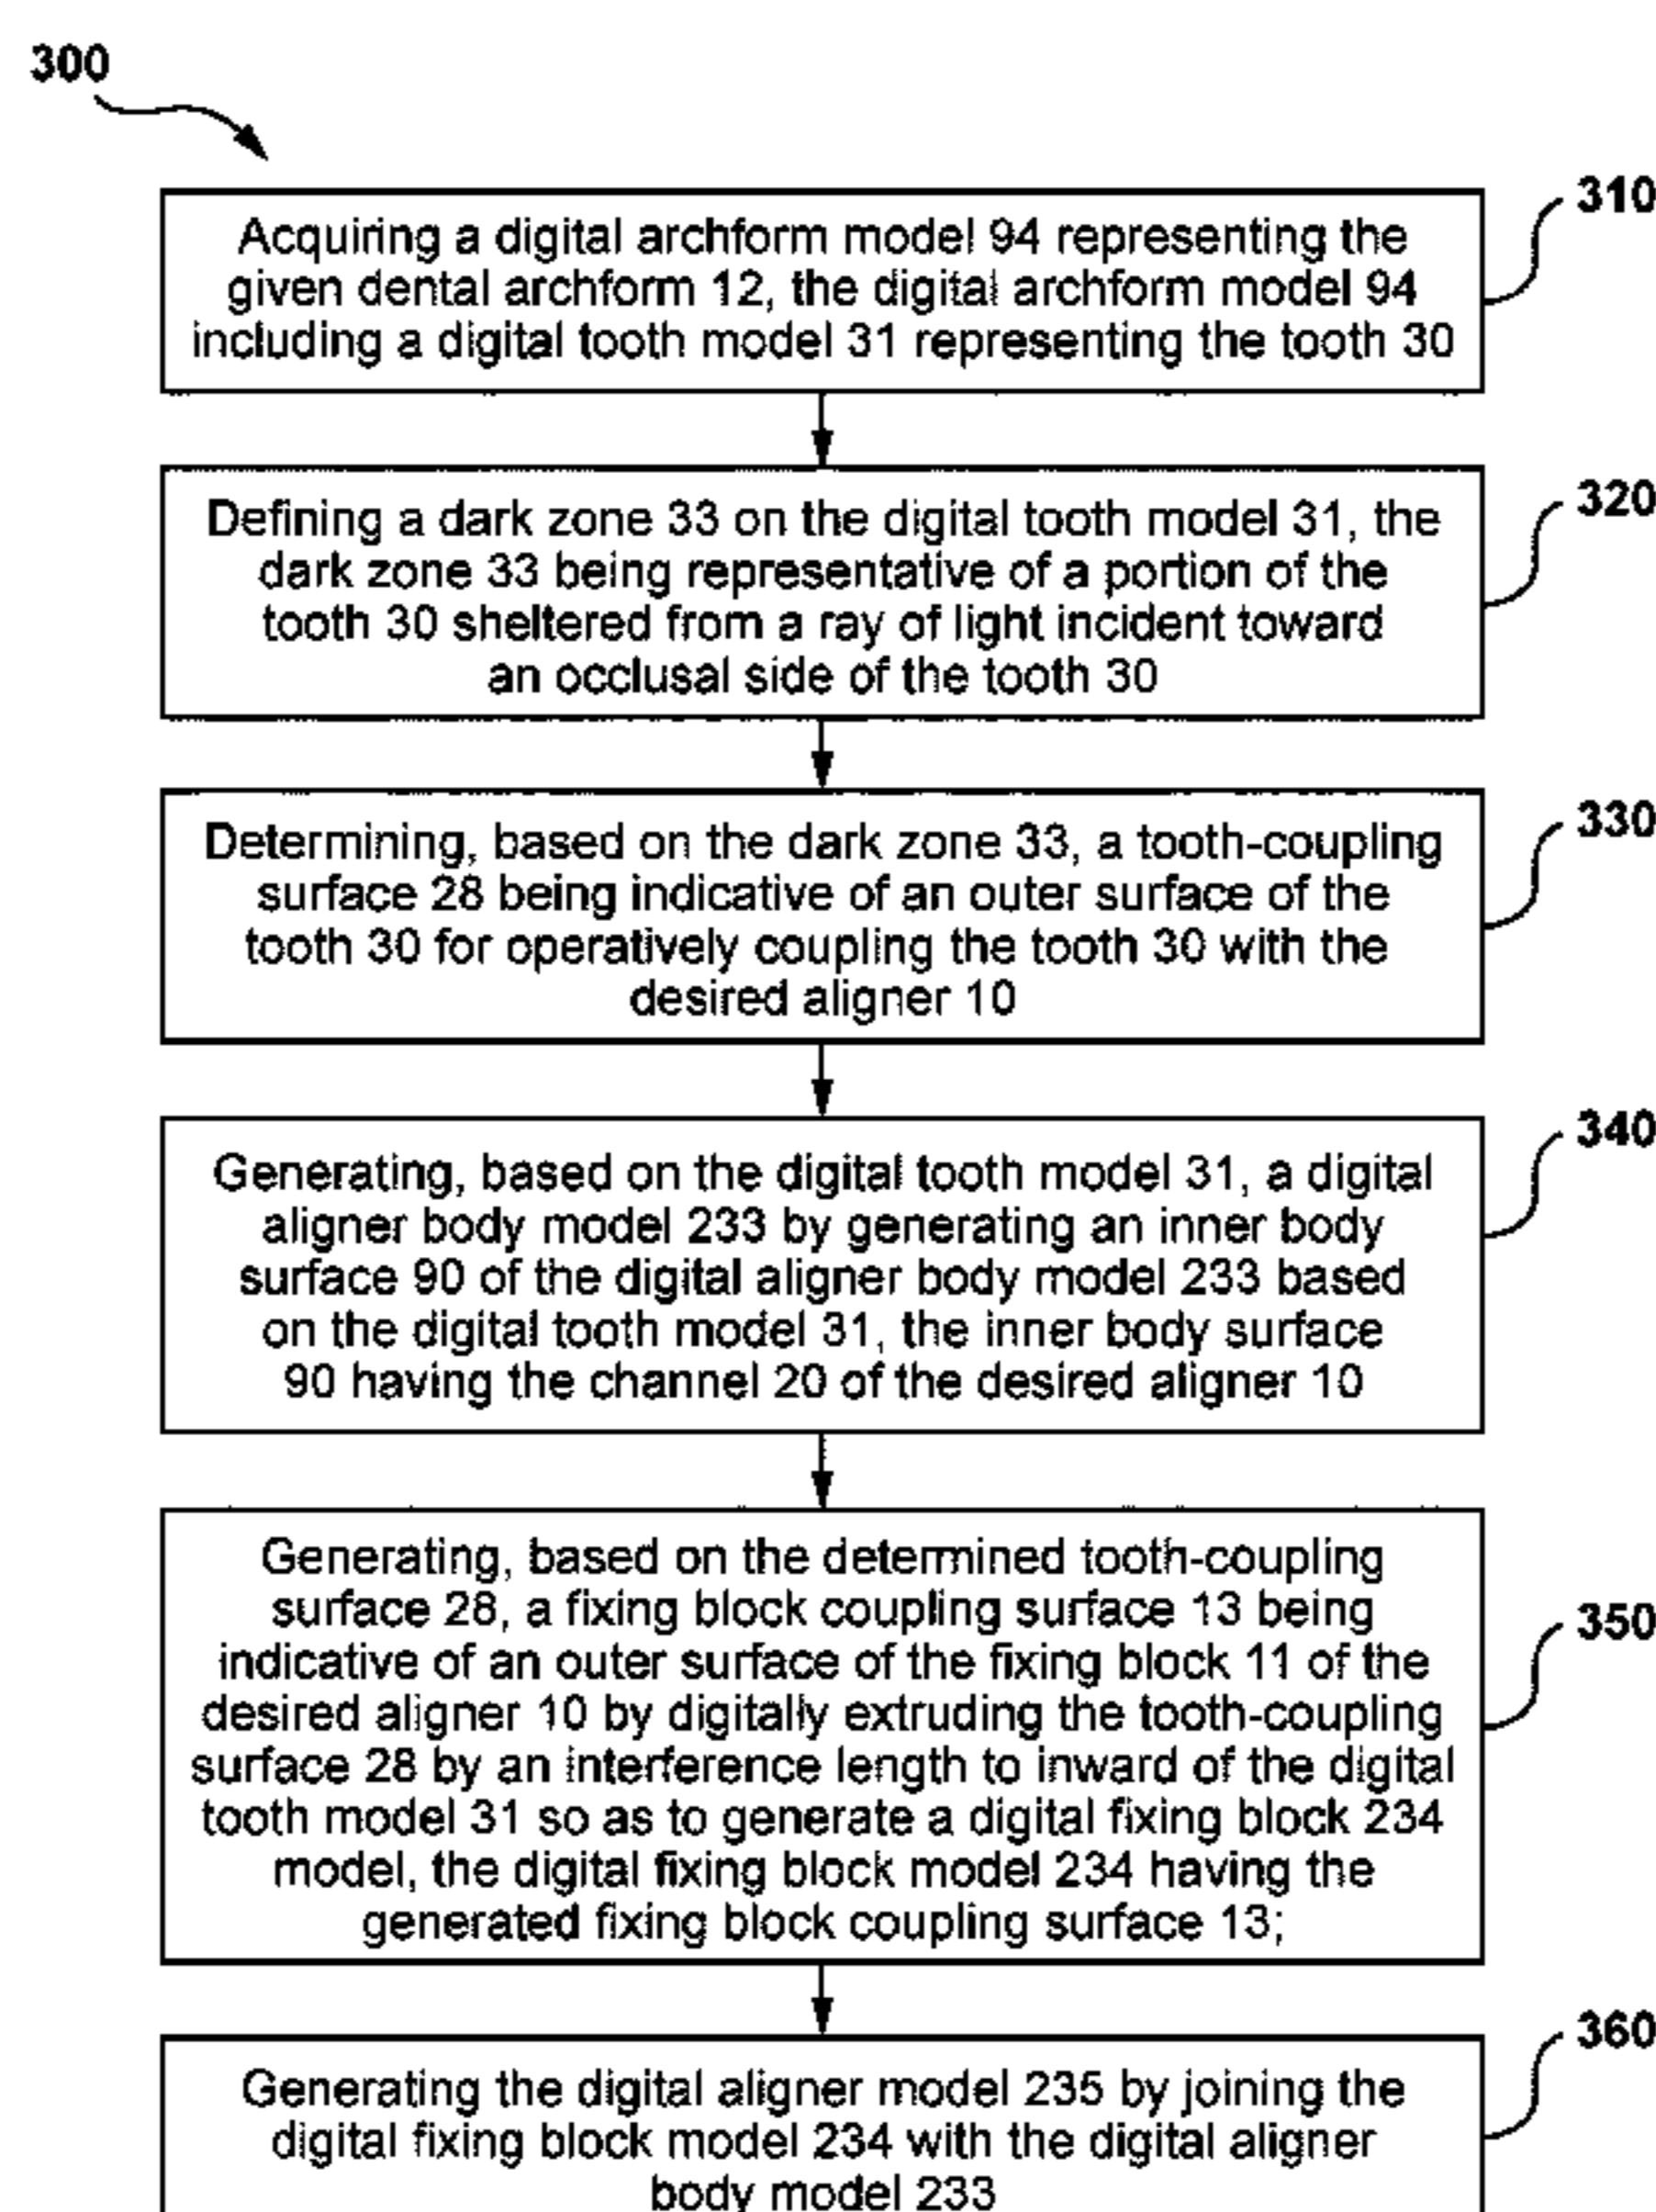 300
310
Acquiring a digital archform model 94 representing the
given dental archform 12, the digital archform model 94
including a digital tooth model 31 representing the tooth 30
320
Defining a dark zone 33 on the digital tooth model 31, the
dark zone 33 being representative of a portion of the
tooth 30 sheltered from a ray of light incident toward
an occlusal side of the tooth 30
330
Determining, based on the dark zone 33, a tooth-coupling
surface 28 being indicative of an outer surface of the
tooth 30 for operatively coupling the tooth 30 with the
desired aligner 10
340
Generating, based on the digital tooth model 31, a digital
aligner body model 233 by generating an inner body
surface 90 of the digital aligner body model 233 based
on the digital tooth model 31, the inner body surface
90 having the channel 20 of the desired aligner 10
350
Generating, based on the determined tooth-coupling
surface 28, a fixing block coupling surface 13 being
indicative of an outer surface of the fixing block 11 of the
desired aligner 10 by digitally extruding the tooth-coupling
surface 28 by an interference length to inward of the digital
tooth model 31 so as to generate a digital fixing block 234
model, the digital fixing block model 234 having the
generated fixing block coupling surface 13;
360
Generating the digital aligner model 235 by joining the
digital fixing block model 234 with the digital aligner
body model 233